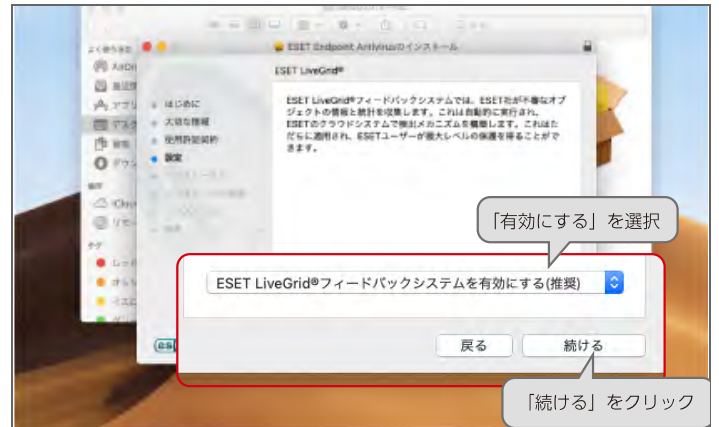 よく使う項目
ESET Endpoint Antivirusのインストール
ESET LiveGrid®
はじめに
大切な情報
使用許諾契約
設定
ESET LiveGrid®フィードバックシステムでは、ESET社が不審なオブ
ジェクトの情報と統計を収集します。これは自動的に実行され、
ESETのクラウドシステムで検出メカニズムを構築します。これはた
だちに適用され、ESETユーザーが最大レベルの保護を得ることがで
きます。
タグ
「有効にする」を選択
ESET LiveGrid®フィードバックシステムを有効にする(推奨)
戻る
続ける
「続ける」をクリック